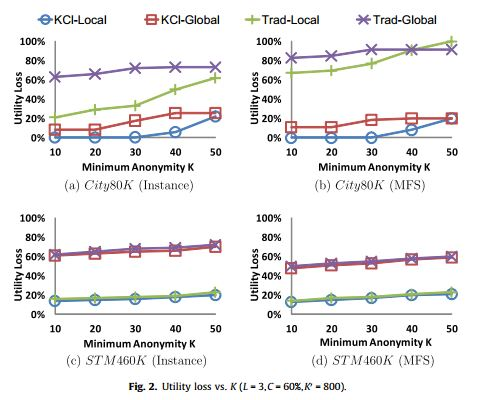 KCI-Local KCI-Global Trad-Local Trad-Global
100%
80%
60%
40%
20%
0%
Utility Loss
10 20 30 40 50
Minimum Anonymity K
(a) City80K (Instance)
100%
80%
60%
40%
20%
0%
Utility Loss
10 20 30 40 50
Minimum Anonymity K
(b) City80K (MFS)
100%
80%
60%
40%
20%
0%
Utility Loss
10 20 30 40 50
Minimum Anonymity K
(c) STM460K (Instance)
100%
80%
60%
40%
20%
0%
Utility Loss
10 20 30 40 50
Minimum Anonymity K
(d) STM460K (MFS)
Fig. 2. Utility loss vs. K (L = 3, C = 60%, K' = 800).